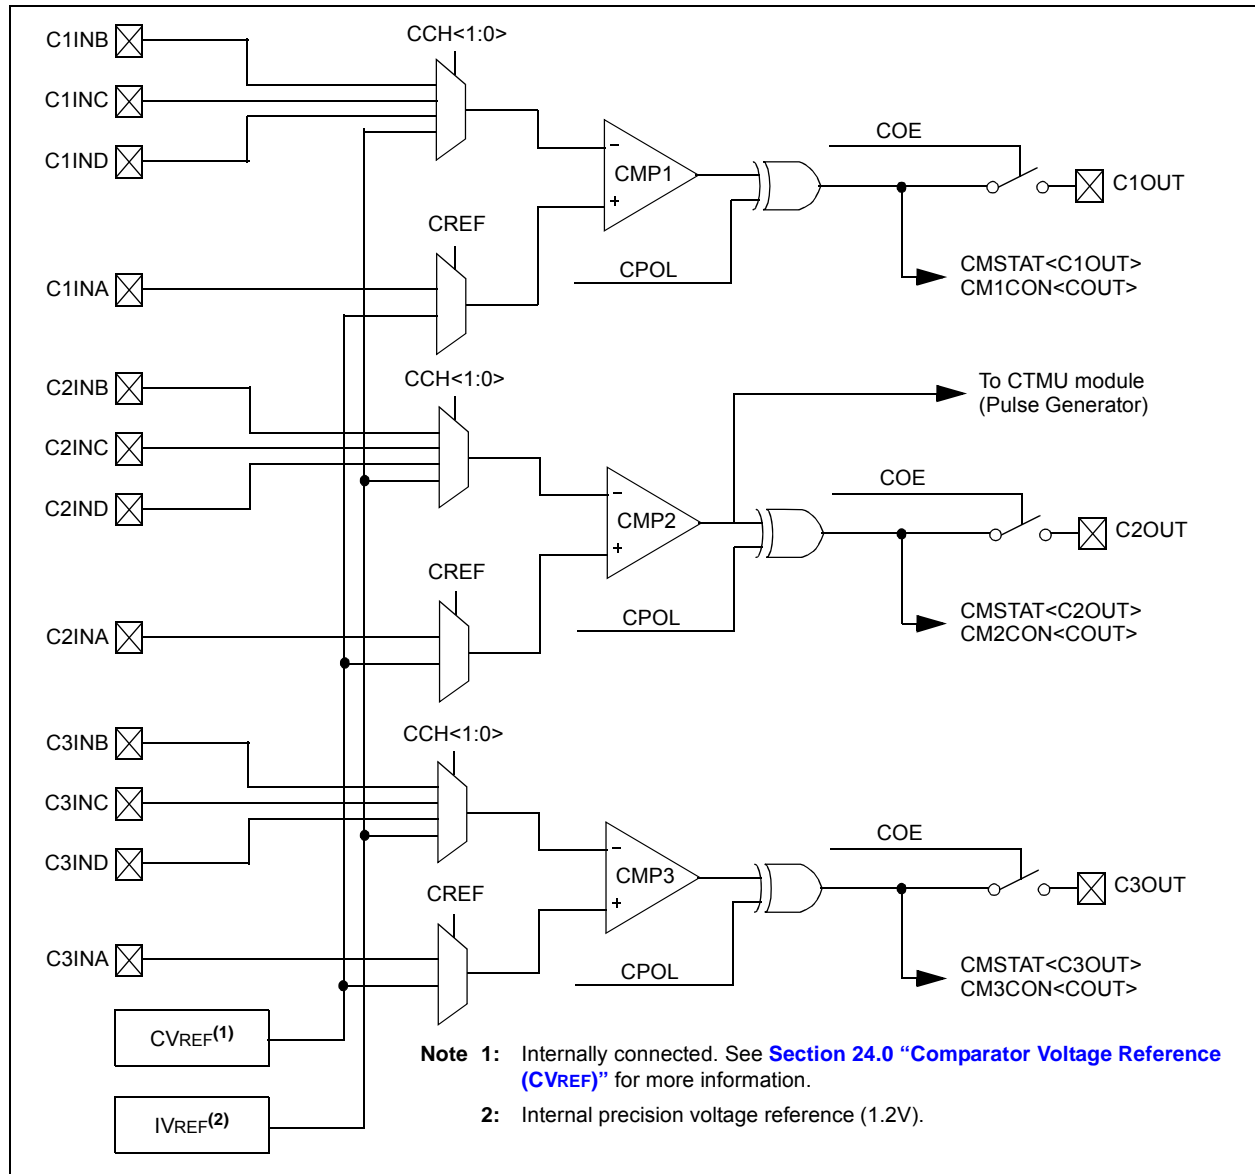 C1INB
CCH<1:0>
C1INC
COE
C1IND
–
CMP1
+
C1OUT
CREF
CPOL
CMSTAT<C1OUT>
CM1CON<COUT>
C1INA
C2INB
CCH<1:0>
To CTMU module
(Pulse Generator)
C2INC
COE
C2IND
–
CMP2
+
C2OUT
CREF
CPOL
CMSTAT<C2OUT>
CM2CON<COUT>
C2INA
C3INB
CCH<1:0>
C3INC
COE
C3IND
–
CMP3
+
C3OUT
CREF
CPOL
CMSTAT<C3OUT>
CM3CON<COUT>
C3INA
CVREF(1)
IVREF(2)
Note 1: Internally connected. See Section 24.0 “Comparator Voltage Reference
(CVREF)” for more information.
2: Internal precision voltage reference (1.2V).